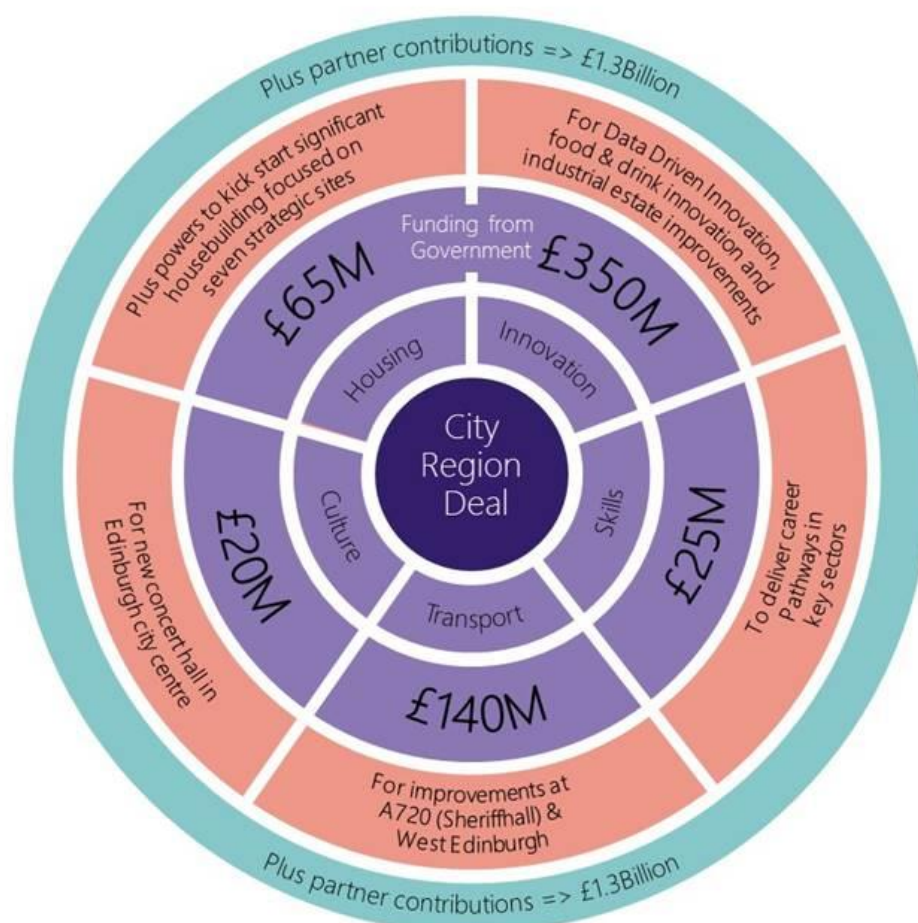 Plus partner contributions => £1.3Billion
Plus powers to kick start significant
housebuilding focused on
seven strategic sites
For Data Driven Innovation,
food & drink innovation and
industrial estate improvements
Funding from
Government
£65M
£350M
Housing
Innovation
City
Region
Deal
Culture
Skills
Transport
£20M
£25M
£140M
For new concert hall in
Edinburgh city centre
To deliver career
Pathways in
key sectors
For improvements at
A720 (Sheriffhall) &
West Edinburgh
Plus partner contributions => £1.3Billion